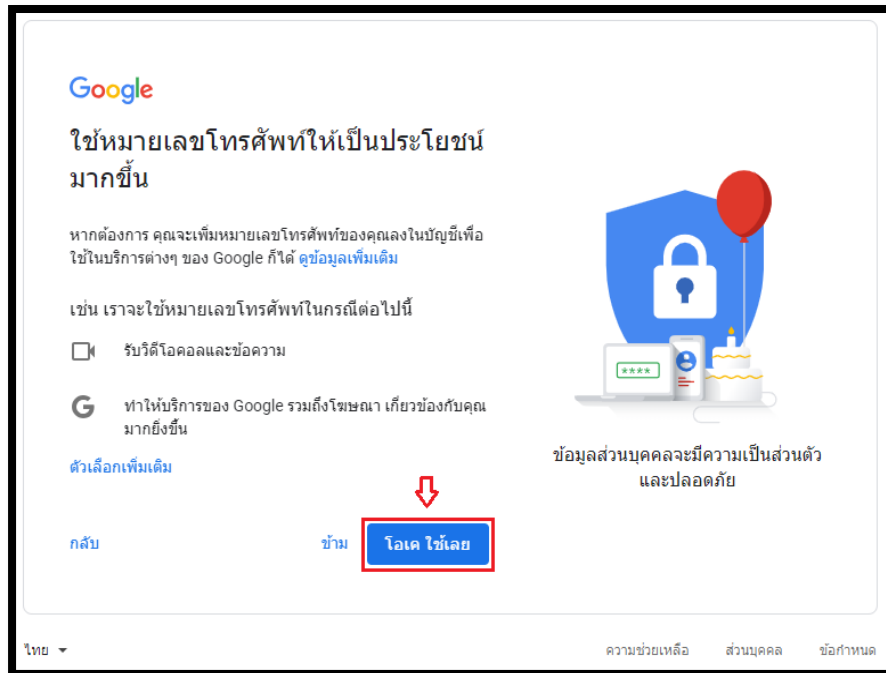 Google
ใช้หมายเลขโทรศัพท์ให้เป็นประโยชน์
มากขึ้น
หากต้องการ คุณจะเพิ่มหมายเลขโทรศัพท์ของคุณลงในบัญชีเพื่อ
ใช้ในบริการต่างๆ ของ Google ก็ได้ ดูข้อมูลเพิ่มเติม
เช่น เราจะใช้หมายเลขโทรศัพท์ในกรณีต่อไปนี้
รับวิดีโอคอลและข้อความ
G
ทำให้บริการของ Google รวมถึงโฆษณา เกี่ยวข้องกับคุณ
มากยิ่งขึ้น
ตัวเลือกเพิ่มเติม
กลับ
ข้าม
โอเค ใช้เลย
****
ข้อมูลส่วนบุคคลจะมีความเป็นส่วนตัว
และปลอดภัย
ไทย
ความช่วยเหลือ
ส่วนบุคคล
ข้อกำหนด